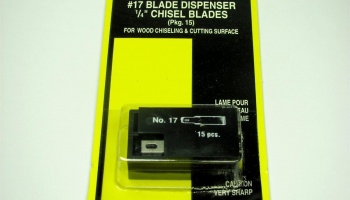 #17 BLADE DISPENSER
1/4" CHISEL BLADES
(Pkg. 15)
FOR WOOD CHISELING & CUTTING SURFACE
LAME POUR
No. 17
15 pcs.
CAUTION
VERY SHARP